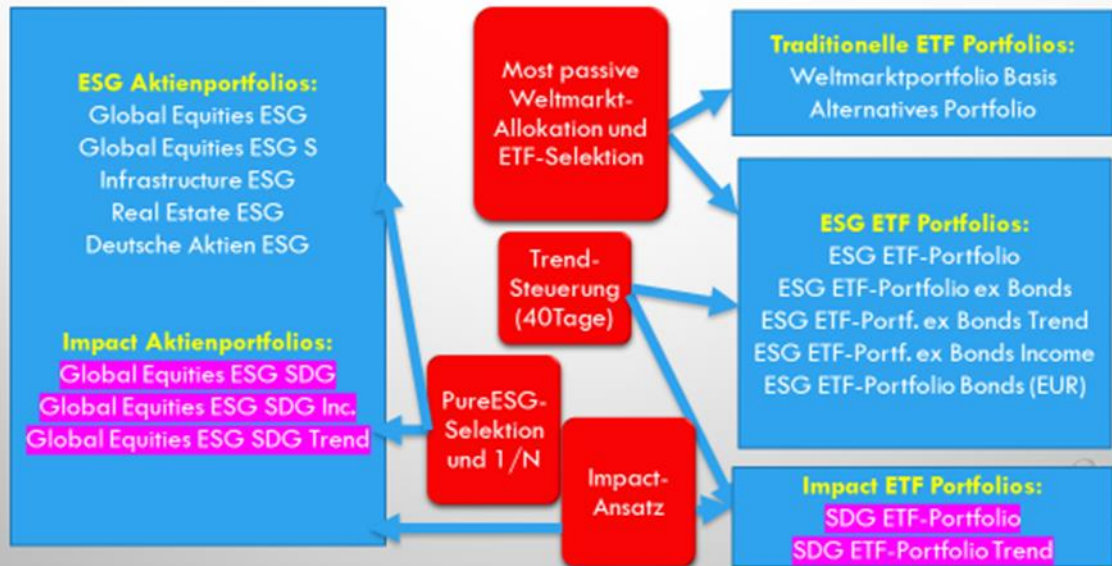 ESG Aktienportfolios:
Global Equities ESG
Global Equities ESG S
Infrastructure ESG
Real Estate ESG
Deutsche Aktien ESG
Impact Aktienportfolios:
Global Equities ESG SDG
Global Equities ESG SDG Inc.
Global Equities ESG SDG Trend
Most passive
Weltmarkt-
Allokation und
ETF-Selektion
Trend-
Steuerung
(40Tage)
PureESG-
Selektion
und 1/N
Impact-
Ansatz
Traditionelle ETF Portfolios:
Weltmarktportfolio Basis
Alternatives Portfolio
ESG ETF Portfolios:
ESG ETF-Portfolio
ESG ETF-Portfolio ex Bonds
ESG ETF-Portf. ex Bonds Trend
ESG ETF-Portf. ex Bonds Income
ESG ETF-Portfolio Bonds (EUR)
Impact ETF Portfolios:
SDG ETF-Portfolio
SDG ETF-Portfolio Trend